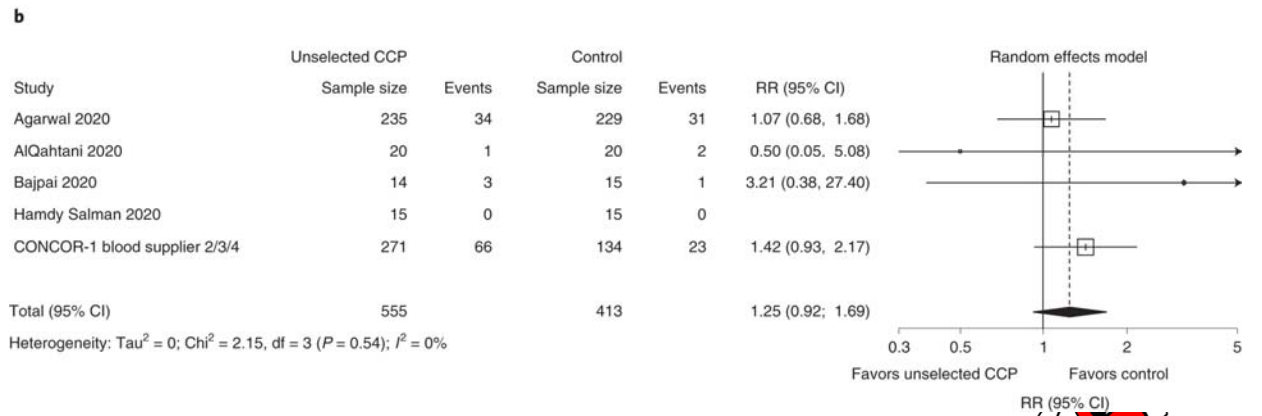 b
Unselected CCP Control Random effects model
Study Sample size Events Sample size Events RR (95% CI)
Agarwal 2020 235 34 229 31 1.07 (0.68, 1.68)
AlQahtani 2020 20 1 20 2 0.50 (0.05, 5.08)
Bajpai 2020 14 3 15 1 3.21 (0.38, 27.40)
Hamdy Salman 2020 15 0 15 0
CONCOR-1 blood supplier 2/3/4 271 66 134 23 1.42 (0.93, 2.17)
Total (95% CI) 555 413 1.25 (0.92; 1.69)
Heterogeneity: Tau² = 0; Chi² = 2.15, df = 3 (P = 0.54); I² = 0%
0.3 0.5 1 2 5
Favors unselected CCP Favors control
RR (95% CI)